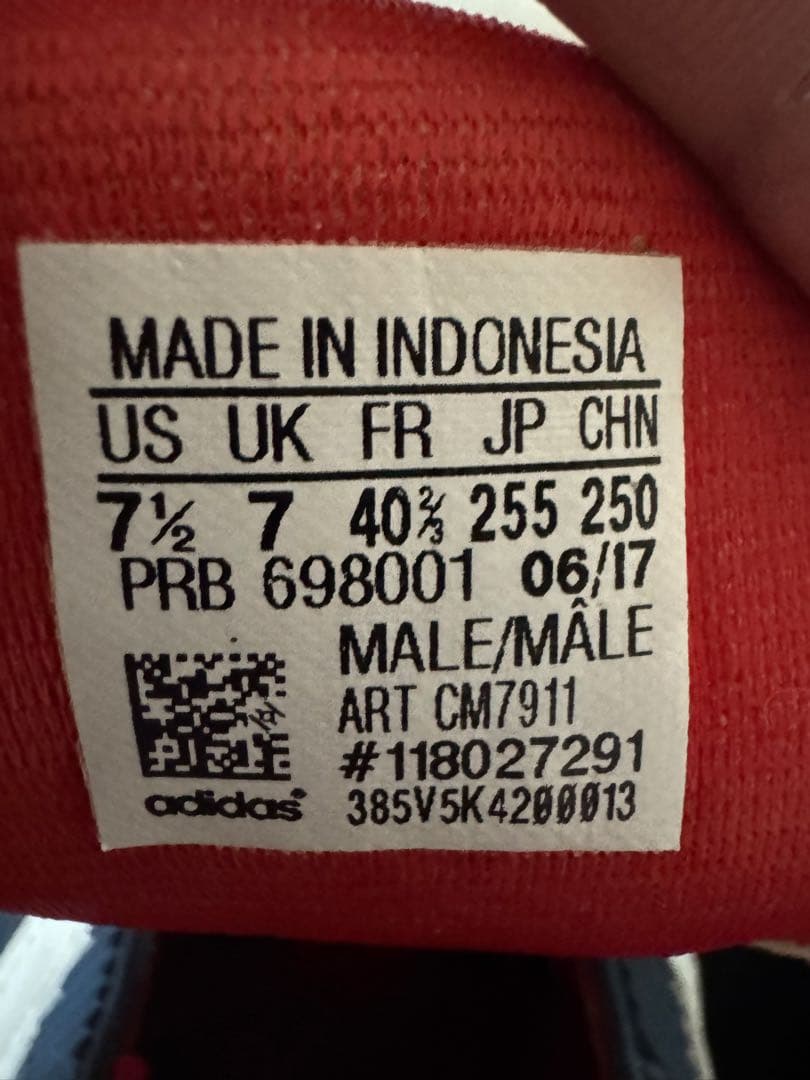 MADE IN INDONESIA
US UK FR JP CHN
7½ 7 40⅔ 255 250
PRB 698001 06/17
MALE/MÂLE
ART CM7911
#118027291
adidas® 385V5K4200013